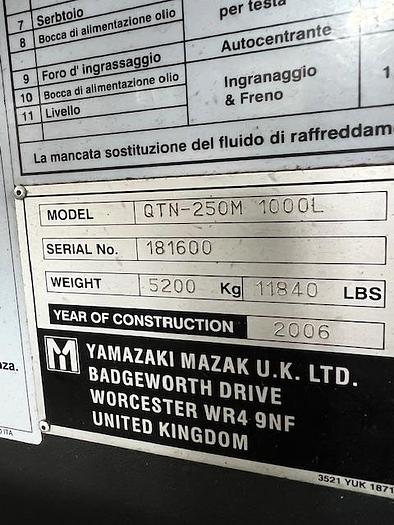 7 Serbtoio
8 Bocca di alimentazione olio
per testa
Autocentrante
9 Foro d' ingrassaggio
10 Bocca di alimentazione olio
Ingranaggio
1
11 Livello
& Freno
La mancata sostituzione del fluido di raffreddam
MODEL QTN-250M 1000L
SERIAL No. 181600
WEIGHT 5200 Kg 11840 LBS
YEAR OF CONSTRUCTION 2006
YAMAZAKI MAZAK U.K. LTD.
BADGEWORTH DRIVE
WORCESTER WR4 9NF
UNITED KINGDOM
nza.
ITA
3521 YUK 1871